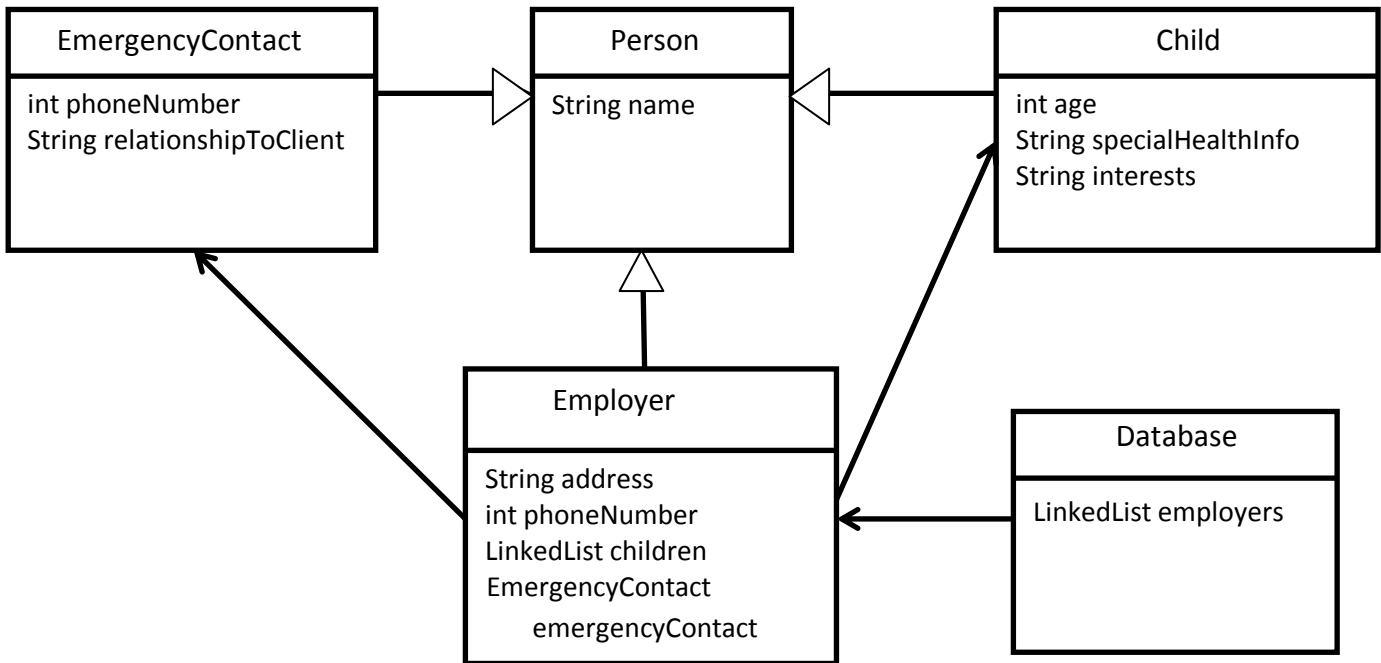 EmergencyContact
int phoneNumber
String relationshipToClient
Person
String name
Child
int age
String specialHealthInfo
String interests
Employer
String address
int phoneNumber
LinkedList children
EmergencyContact
emergencyContact
Database
LinkedList employers